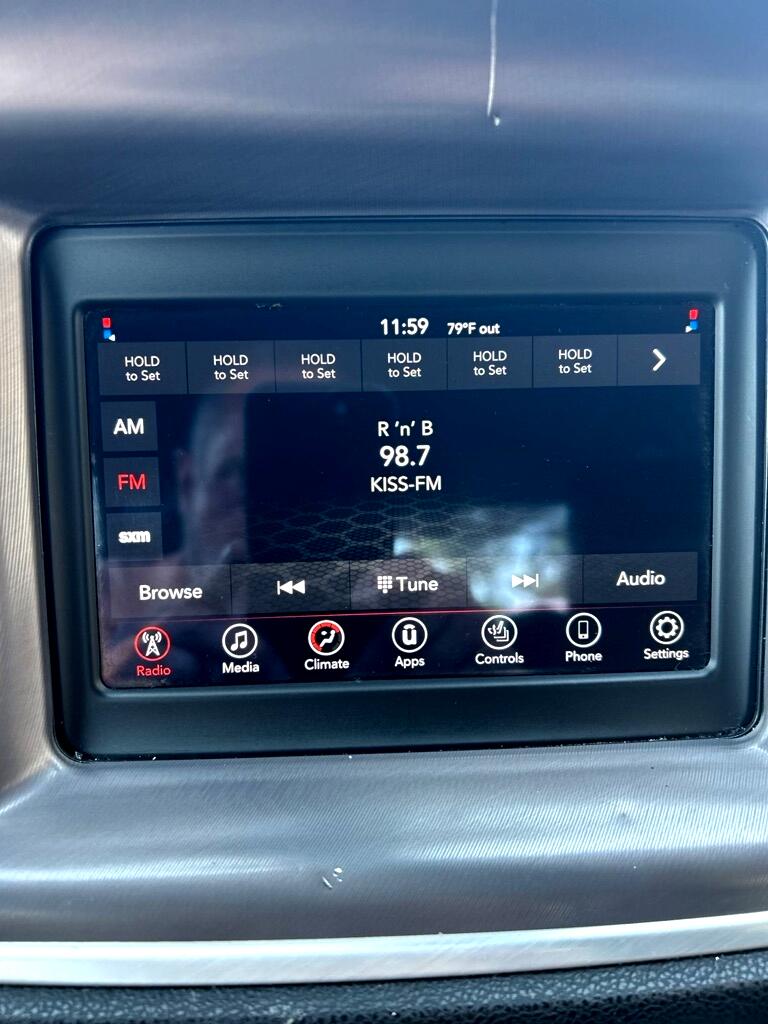 11:59 79°F out
HOLD to Set
HOLD to Set
HOLD to Set
HOLD to Set
HOLD to Set
HOLD to Set
AM
FM
sxm
R ‘n’ B
98.7
KISS-FM
Browse
Tune
Audio
Radio
Media
Climate
Apps
Controls
Phone
Settings